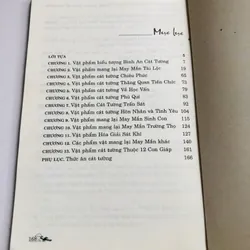 Mục lục
LỜI TỰA 5
CHƯƠNG 1. Vật phẩm biểu tượng Bình An Cát Tường 7
CHƯƠNG 2. Vật phẩm mang lại May Mắn Tài Lộc
CHƯƠNG 3. Vật phẩm Cát Tường Chiêu Phúc
CHƯƠNG 4. Vật phẩm Cát Tường Thăng Quan Tiến Chức
CHƯƠNG 5. Vật phẩm Cát Tường Về Học Vấn
CHƯƠNG 6. Vật phẩm Cát Tường Phú Quí
CHƯƠNG 7. Vật phẩm Cát Tường Trấn Sát
CHƯƠNG 8. Vật phẩm Cát Tường Hôn Nhân và Tình Yêu
CHƯƠNG 9. Vật phẩm mang lại May Mắn Sinh Con
CHƯƠNG 10. Vật phẩm mang lại May Mắn Trường Thọ
CHƯƠNG 11. Vật phẩm Hóa Giải Sát Khí
CHƯƠNG 12. Các phẩm vật mang lại May Mắn khác
CHƯƠNG 13. Vật phẩm cát tường Thuộc 12 Con Giáp
PHỤ LỤC. Thức ăn cát tường 166
168